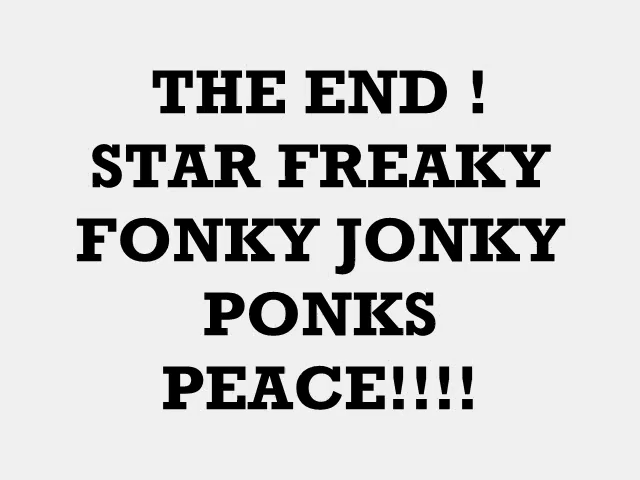 THE END !
STAR FREAKY
FONKY JONKY
PONKS
PEACE!!!!